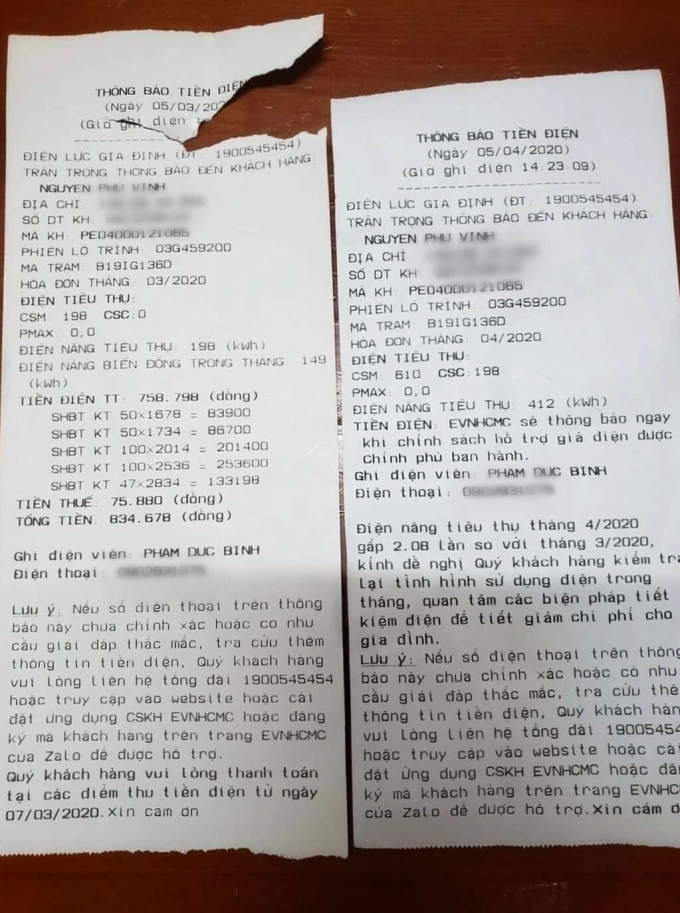 THÔNG BÁO TIỀN ĐIỆN
(Ngày 05/03/202
(Giờ ghi điện
ĐIỆN LỰC GIA ĐỊNH (ĐT: 1900545454)
TRÂN TRỌNG THÔNG BÁO ĐẾN KHÁCH HÀNG:
NGUYEN PHU VINH
ĐỊA CHỈ
SỐ DT KH
MÃ KH: PE04000121065
PHIÊN LỘ TRÌNH: 03G459200
MÃ TRẠM: B19IG136D
HÓA ĐƠN THÁNG: 03/2020
ĐIỆN TIÊU THỤ:
CSM: 198 CSC:0
PMAX: 0,0
ĐIỆN NĂNG TIÊU THỤ: 198 (kWh)
ĐIỆN NĂNG BIẾN ĐỘNG TRONG THÁNG: 149
(kWh)
TIỀN ĐIỆN TT: 758.798 (đồng)
SHBT KT 50x1678 = 83900
SHBT KT 50x1734 = 86700
SHBT KT 100x2014 = 201400
SHBT KT 100x2536 = 253600
SHBT KT 47x2834 = 133198
TIỀN THUẾ: 75.880 (đồng)
TỔNG TIỀN: 834.678 (đồng)
Ghi điện viên: PHAM DUC BINH
Điện thoại:
Lưu ý: Nếu số điện thoại trên thông
báo này chưa chính xác hoặc có nhu
cầu giải đáp thắc mắc, tra cứu thêm
thông tin tiền điện, Quý khách hàng
vui lòng liên hệ tổng đài 1900545454
hoặc truy cập vào website hoặc cài
đặt ứng dụng CSKH EVNHCMC hoặc đăng
ký mã khách hàng trên trang EVNHCMC
của Zalo để được hỗ trợ.
Quý khách hàng vui lòng thanh toán
tại các điểm thu tiền điện từ ngày
07/03/2020.Xin cảm ơn
THÔNG BÁO TIỀN ĐIỆN
(Ngày 05/04/2020)
(Giờ ghi điện 14:23:09)
ĐIỆN LỰC GIA ĐỊNH (ĐT: 1900545454)
TRÂN TRỌNG THÔNG BÁO ĐẾN KHÁCH HÀNG:
NGUYEN PHU VINH
ĐỊA CHỈ
SỐ DT KH
MÃ KH: PE04000121065
PHIÊN LỘ TRÌNH: 03G459200
MÃ TRẠM: B19IG136D
HÓA ĐƠN THÁNG: 04/2020
ĐIỆN TIÊU THỤ:
CSM: 610 CSC:198
PMAX: 0,0
ĐIỆN NĂNG TIÊU THỤ: 412 (kWh)
TIỀN ĐIỆN: EVNHCMC sẽ thông báo ngay
khi chính sách hỗ trợ giá điện được
Chính phủ ban hành.
Ghi điện viên: PHAM DUC BINH
Điện thoại:
Điện năng tiêu thụ tháng 4/2020
gấp 2.08 lần so với tháng 3/2020,
kính đề nghị Quý khách hàng kiểm tra
lại tình hình sử dụng điện trong
tháng, quan tâm các biện pháp tiết
kiệm điện để tiết giảm chi phí cho
gia đình.
Lưu ý: Nếu số điện thoại trên thông
báo này chưa chính xác hoặc có nhu
cầu giải đáp thắc mắc, tra cứu thê
thông tin tiền điện, Quý khách hàn
vui lòng liên hệ tổng đài 19005454
hoặc truy cập vào website hoặc cài
đặt ứng dụng CSKH EVNHCMC hoặc đăn
ký mã khách hàng trên trang EVNHC
của Zalo để được hỗ trợ.Xin cảm ơ